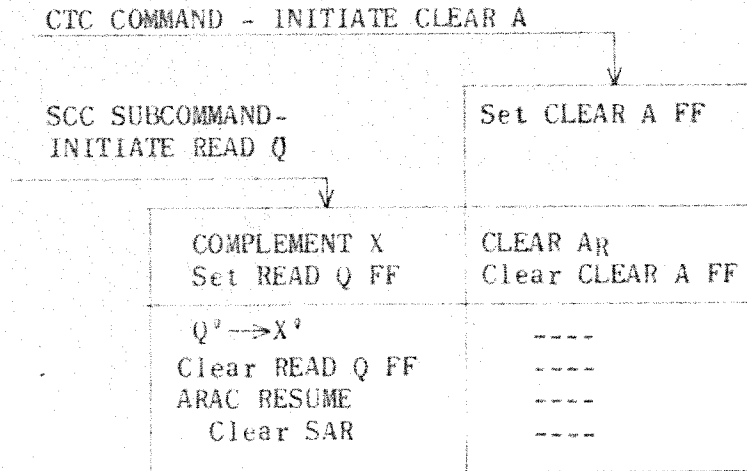 CTC COMMAND - INITIATE CLEAR A
SCC SUBCOMMAND-
INITIATE READ Q
Set CLEAR A FF
COMPLEMENT X
Set READ Q FF
CLEAR AR
Clear CLEAR A FF
Q'→X'
Clear READ Q FF
ARAC RESUME
Clear SAR
----
----
----
----